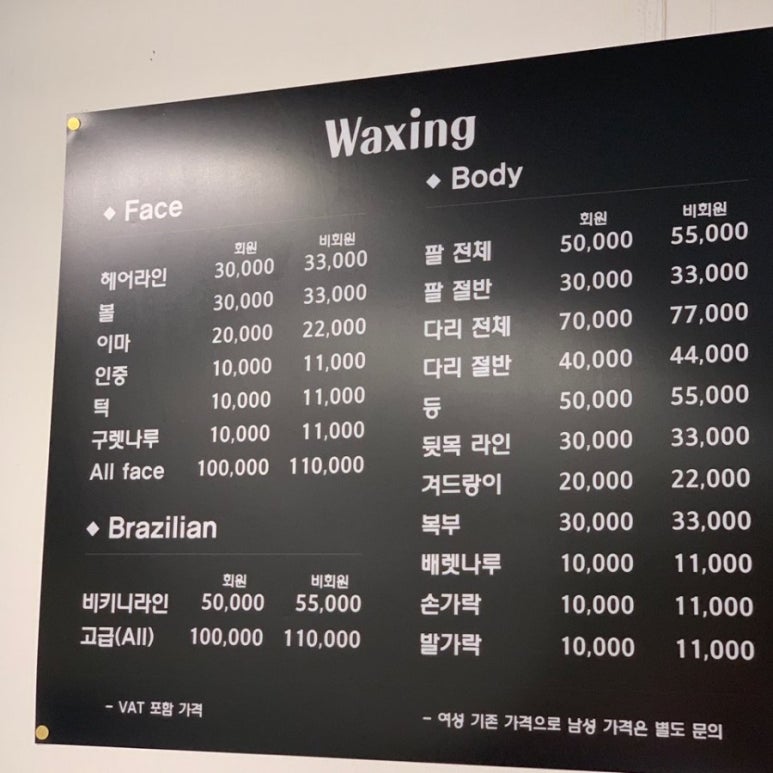 Waxing
◆ Face
회원 비회원
헤어라인 30,000 33,000
볼 30,000 33,000
이마 20,000 22,000
인중 10,000 11,000
턱 10,000 11,000
구렛나루 10,000 11,000
All face 100,000 110,000
◆ Brazilian
회원 비회원
비키니라인 50,000 55,000
고급(All) 100,000 110,000
- VAT 포함 가격
◆ Body
회원 비회원
팔 전체 50,000 55,000
팔 절반 30,000 33,000
다리 전체 70,000 77,000
다리 절반 40,000 44,000
등 50,000 55,000
뒷목 라인 30,000 33,000
겨드랑이 20,000 22,000
복부 30,000 33,000
배렛나루 10,000 11,000
손가락 10,000 11,000
발가락 10,000 11,000
- 여성 기존 가격으로 남성 가격은 별도 문의